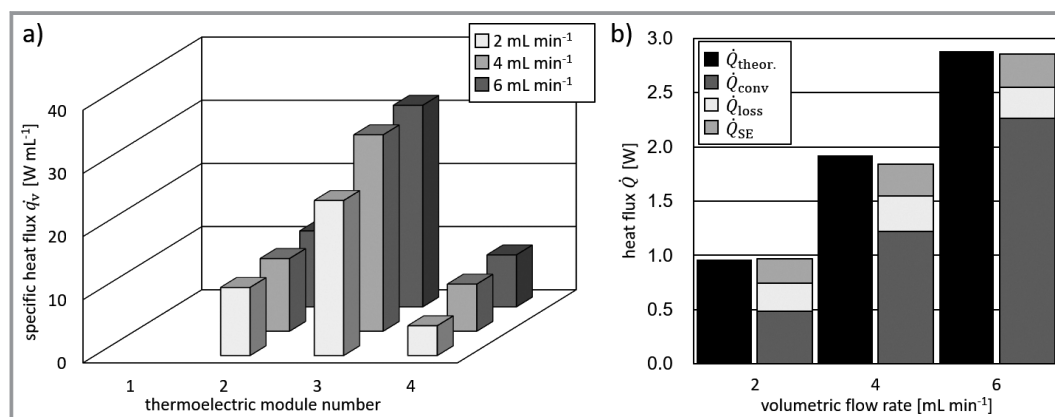 a)
2 mL min⁻¹
4 mL min⁻¹
6 mL min⁻¹
specific heat flux q̇ᵥ [W mL⁻¹]
40
30
20
10
0
1 2 3 4
thermoelectric module number
b)
Q̇theor.
Q̇conv
Q̇loss
Q̇SE
heat flux Q̇ [W]
3.0
2.5
2.0
1.5
1.0
0.5
0.0
2 4 6
volumetric flow rate [mL min⁻¹]